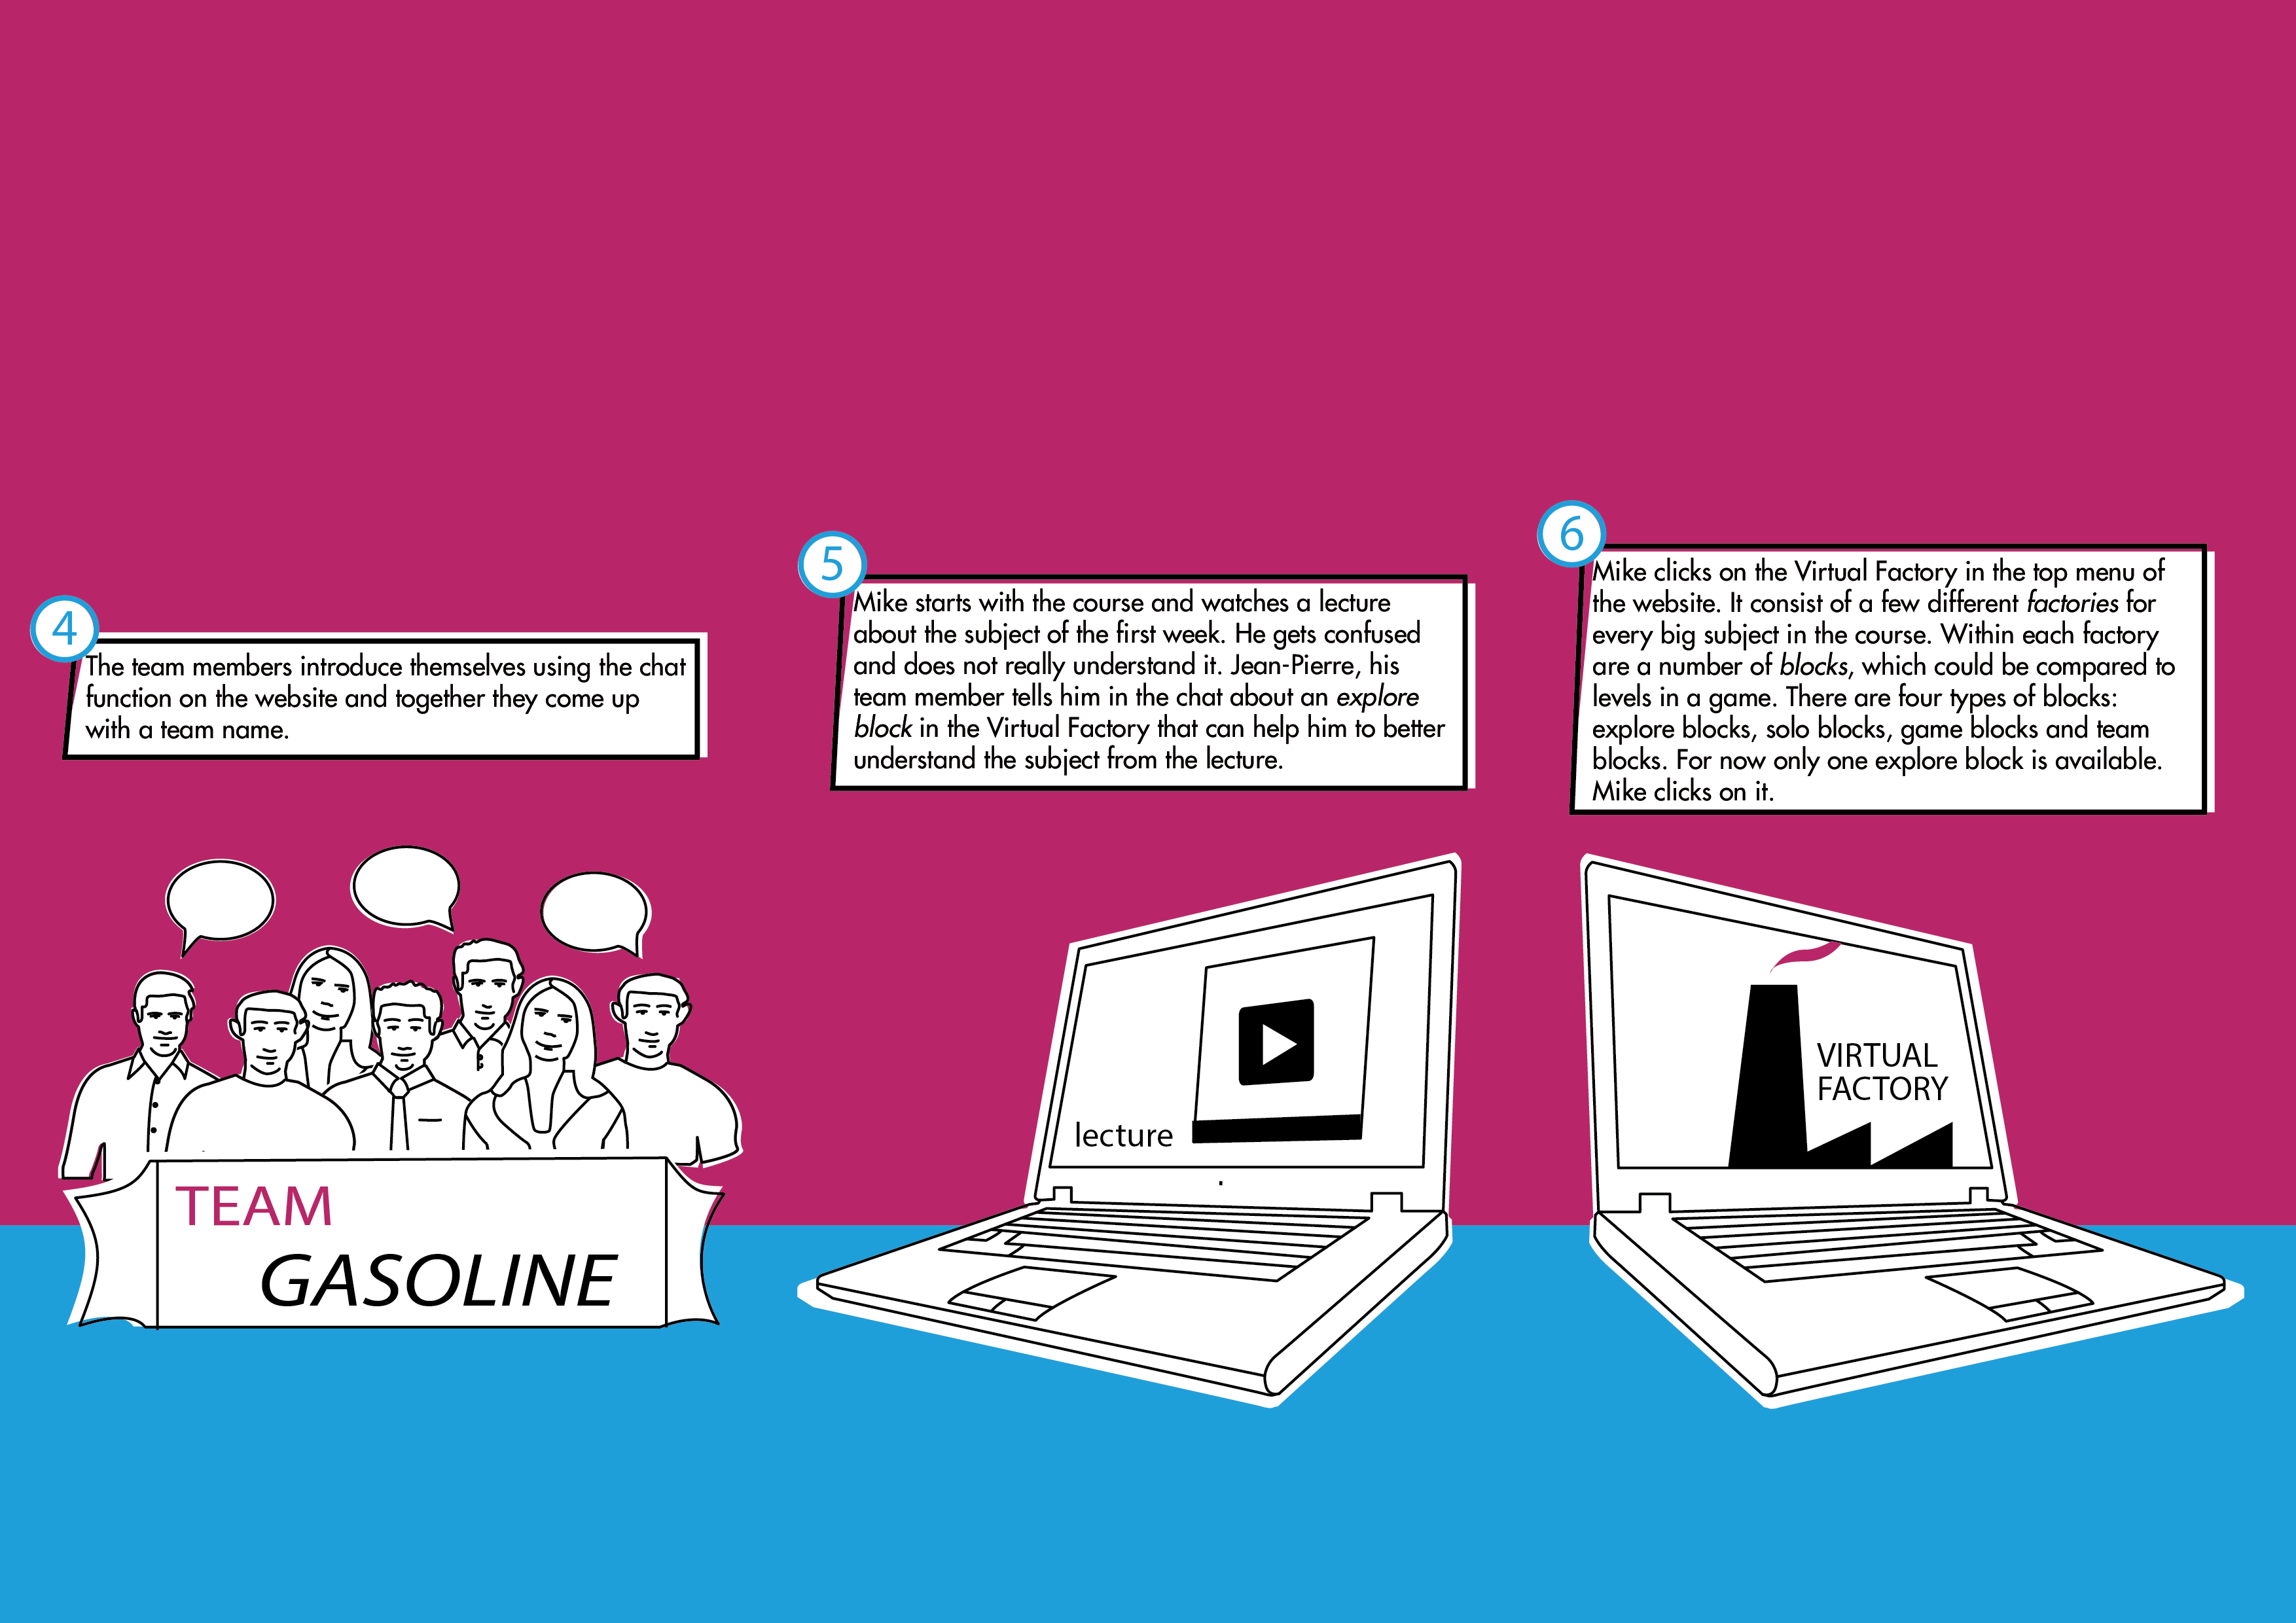 4
The team members introduce themselves using the chat
function on the website and together they come up
with a team name.
TEAM
GASOLINE
5
Mike starts with the course and watches a lecture
about the subject of the first week. He gets confused
and does not really understand it. Jean-Pierre, his
team member tells him in the chat about an explore
block in the Virtual Factory that can help him to better
understand the subject from the lecture.
lecture
6
Mike clicks on the Virtual Factory in the top menu of
the website. It consist of a few different factories for
every big subject in the course. Within each factory
are a number of blocks, which could be compared to
levels in a game. There are four types of blocks:
explore blocks, solo blocks, game blocks and team
blocks. For now only one explore block is available.
Mike clicks on it.
VIRTUAL
FACTORY